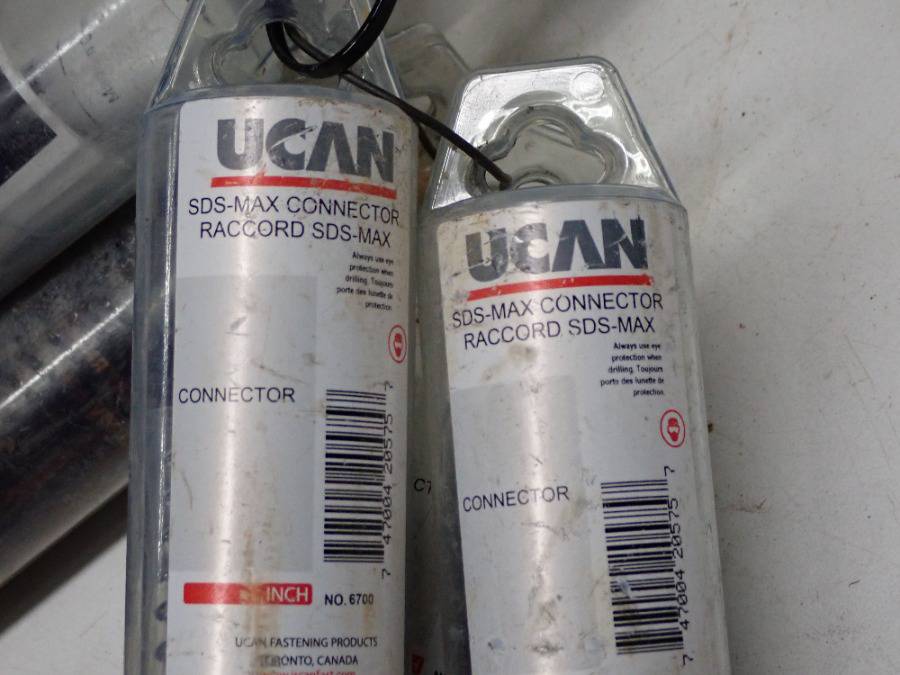 UCAN
SDS-MAX CONNECTOR
RACCORD SDS-MAX
Always use eye
protection when
drilling. Toujours
porte des lunette de
protection.
CONNECTOR
7 47004 20575 7
INCH
NO. 6700
UCAN FASTENING PRODUCTS
TORONTO, CANADA
UCAN
SDS-MAX CONNECTOR
RACCORD SDS-MAX
Always use eye
protection when
drilling. Toujours
porte des lunette de
protection.
CONNECTOR
7 47004 20575 7